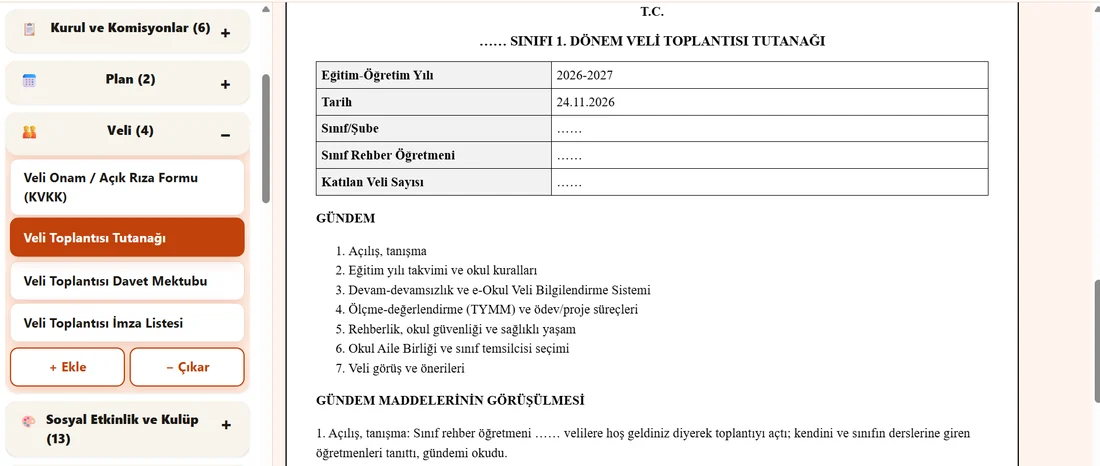 Kurul ve Komisyonlar (6) +
Plan (2) +
Veli (4) –
Veli Onam / Açık Rıza Formu
(KVKK)
Veli Toplantısı Tutanağı
Veli Toplantısı Davet Mektubu
Veli Toplantısı İmza Listesi
+ Ekle
− Çıkar
Sosyal Etkinlik ve Kulüp
(13) +
T.C.
…… SINIFI 1. DÖNEM VELİ TOPLANTISI TUTANAĞI
Eğitim-Öğretim Yılı 2026-2027
Tarih 24.11.2026
Sınıf/Şube ……
Sınıf Rehber Öğretmeni ……
Katılan Veli Sayısı ……
GÜNDEM
1. Açılış, tanışma
2. Eğitim yılı takvimi ve okul kuralları
3. Devam-devamsızlık ve e-Okul Veli Bilgilendirme Sistemi
4. Ölçme-değerlendirme (TYMM) ve ödev/proje süreçleri
5. Rehberlik, okul güvenliği ve sağlıklı yaşam
6. Okul Aile Birliği ve sınıf temsilcisi seçimi
7. Veli görüş ve önerileri
GÜNDEM MADDELERİNİN GÖRÜŞÜLMESİ
1. Açılış, tanışma: Sınıf rehber öğretmeni …… velilere hoş geldiniz diyerek toplantıyı açtı; kendini ve sınıfın derslerine giren
öğretmenleri tanıttı, gündemi okudu.